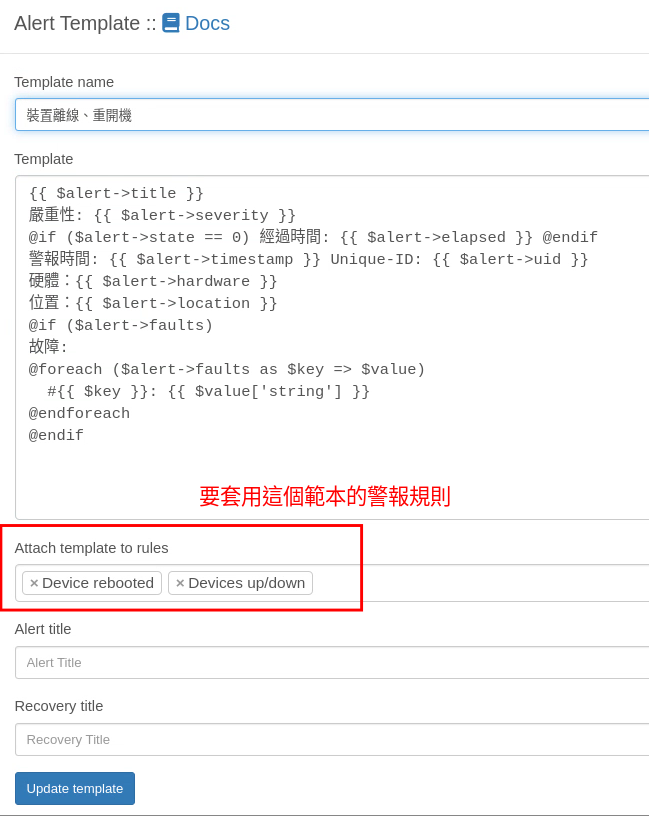 Alert Template :: Docs
Template name
裝置離線、重開機
Template
{{ $alert->title }}
嚴重性: {{ $alert->severity }}
@if ($alert->state == 0) 經過時間: {{ $alert->elapsed }} @endif
警報時間: {{ $alert->timestamp }} Unique-ID: {{ $alert->uid }}
硬體：{{ $alert->hardware }}
位置：{{ $alert->location }}
@if ($alert->faults)
故障:
@foreach ($alert->faults as $key => $value)
  #{{ $key }}: {{ $value['string'] }}
@endforeach
@endif
要套用這個範本的警報規則
Attach template to rules
× Device rebooted × Devices up/down
Alert title
Alert Title
Recovery title
Recovery Title
Update template